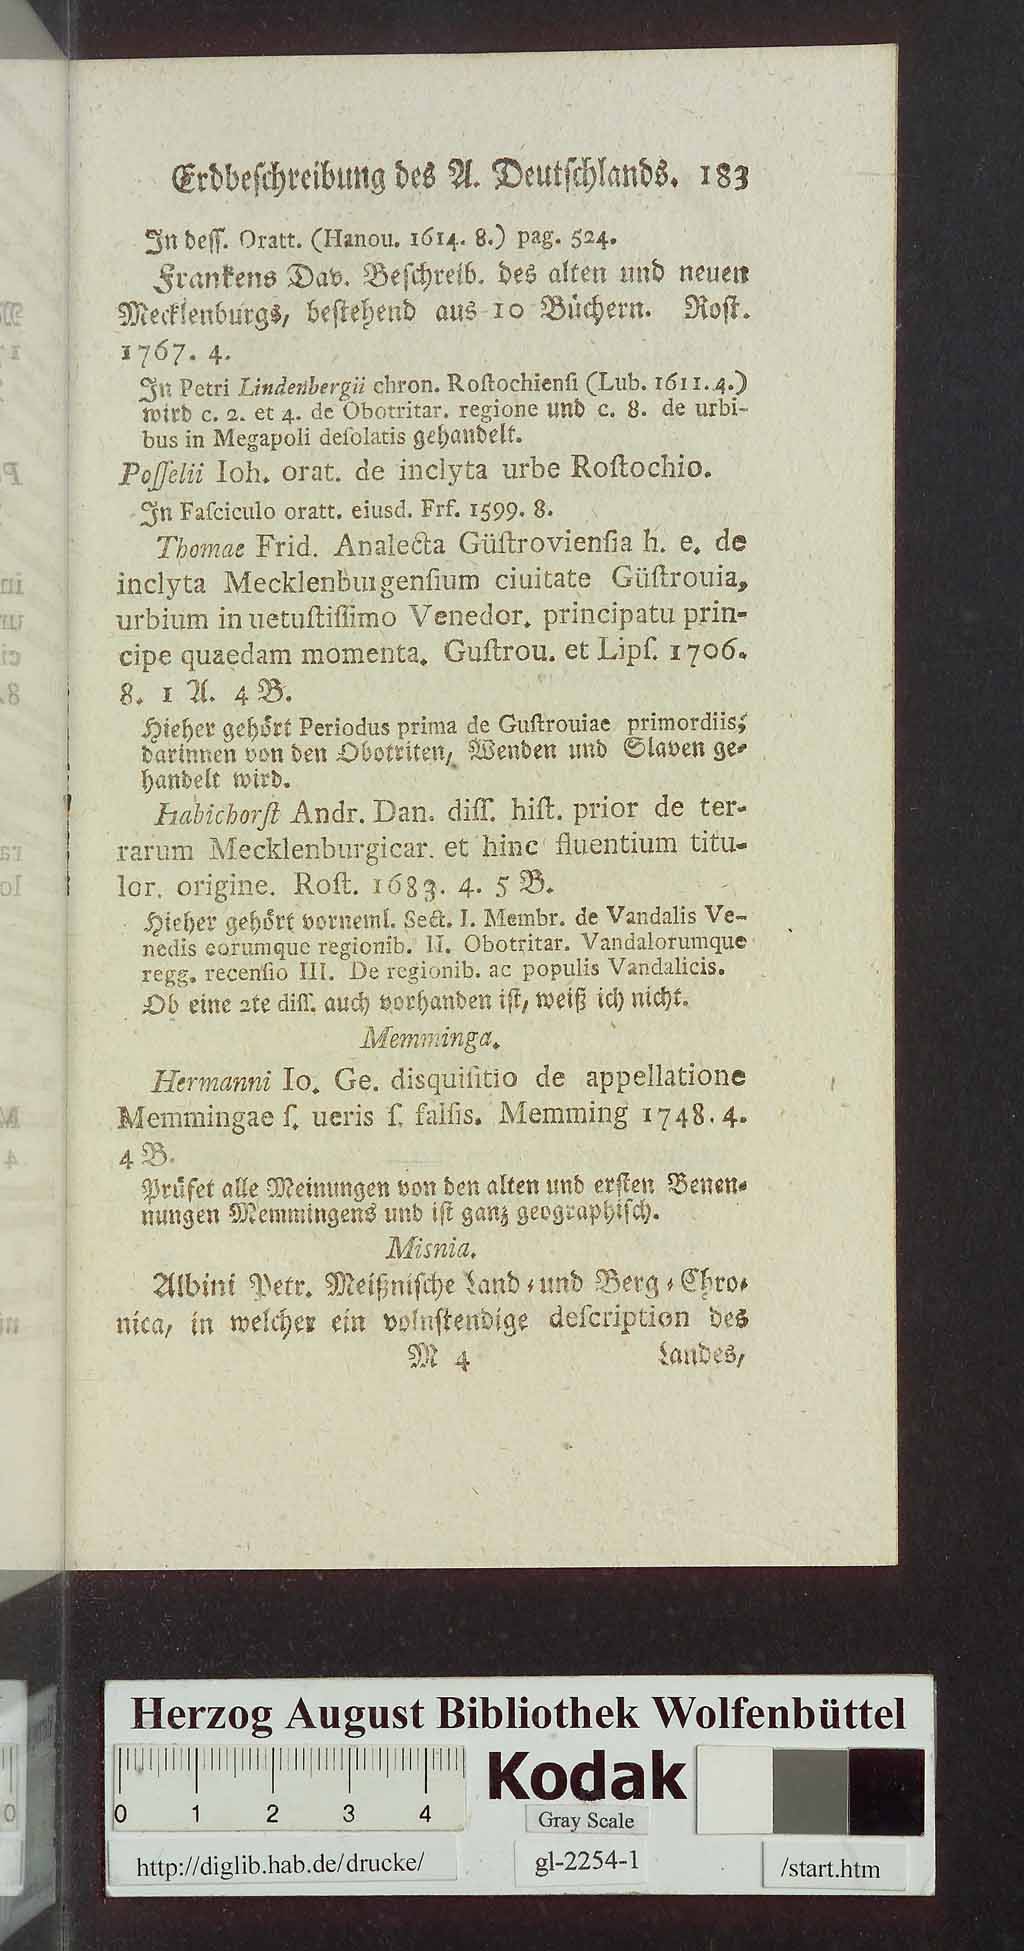 Erdbeſchreibung des A. Deutſchlands. 183
In deſſ. Oratt. (Hanou. 1614. 8.) pag. 524.
Frankens Dav. Beſchreib. des alten und neuen
Mecklenburgs, beſtehend aus 10 Büchern. Roſt.
1767. 4.
In Petri Lindenbergii chron. Roſtochienſi (Lub. 1611. 4.)
wird c. 2. et 4. de Obotritar. regione und c. 8. de urbi-
bus in Megapoli deſolatis gehandelt.
Poſſelii Ioh. orat. de inclyta urbe Roſtochio.
In Faſciculo oratt. eiusd. Frf. 1599. 8.
Thomae Frid. Analecta Güſtrovienſia h. e. de
inclyta Mecklenburgenſium ciuitate Güſtrouia,
urbium in uetuſtiſſimo Venedor. principatu prin-
cipe quaedam momenta. Guſtrou. et Lipſ. 1706.
8. 1 A. 4 B.
Hieher gehört Periodus prima de Guſtrouiae primordiis,
darinnen von den Obotriten, Wenden und Slaven ge-
handelt wird.
Habichorſt Andr. Dan. diſſ. hiſt. prior de ter-
rarum Mecklenburgicar. et hinc fluentium titu-
lor. origine. Roſt. 1683. 4. 5 B.
Hieher gehört vorneml. Sect. I. Membr. de Vandalis Ve-
nedis eorumque regionib. II. Obotritar. Vandalorumque
regg. recenſio III. De regionib. ac populis Vandalicis.
Ob eine 2te diſſ. auch vorhanden iſt, weiß ich nicht.
Memminga.
Hermanni Io. Ge. disquiſitio de appellatione
Memmingae ſ. ueris ſ. falſis. Memming 1748. 4.
4 B.
Prüfet alle Meinungen von den alten und erſten Benen-
nungen Memmingens und iſt ganz geographiſch.
Misnia.
Albini Petr. Meißniſche Land- und Berg-Chro-
nica, in welcher ein volnſtendige deſcription des
M 4 Landes,
Herzog August Bibliothek Wolfenbüttel
Kodak
0 1 2 3 4
Gray Scale
http://diglib.hab.de/drucke/ gl-2254-1 /start.htm